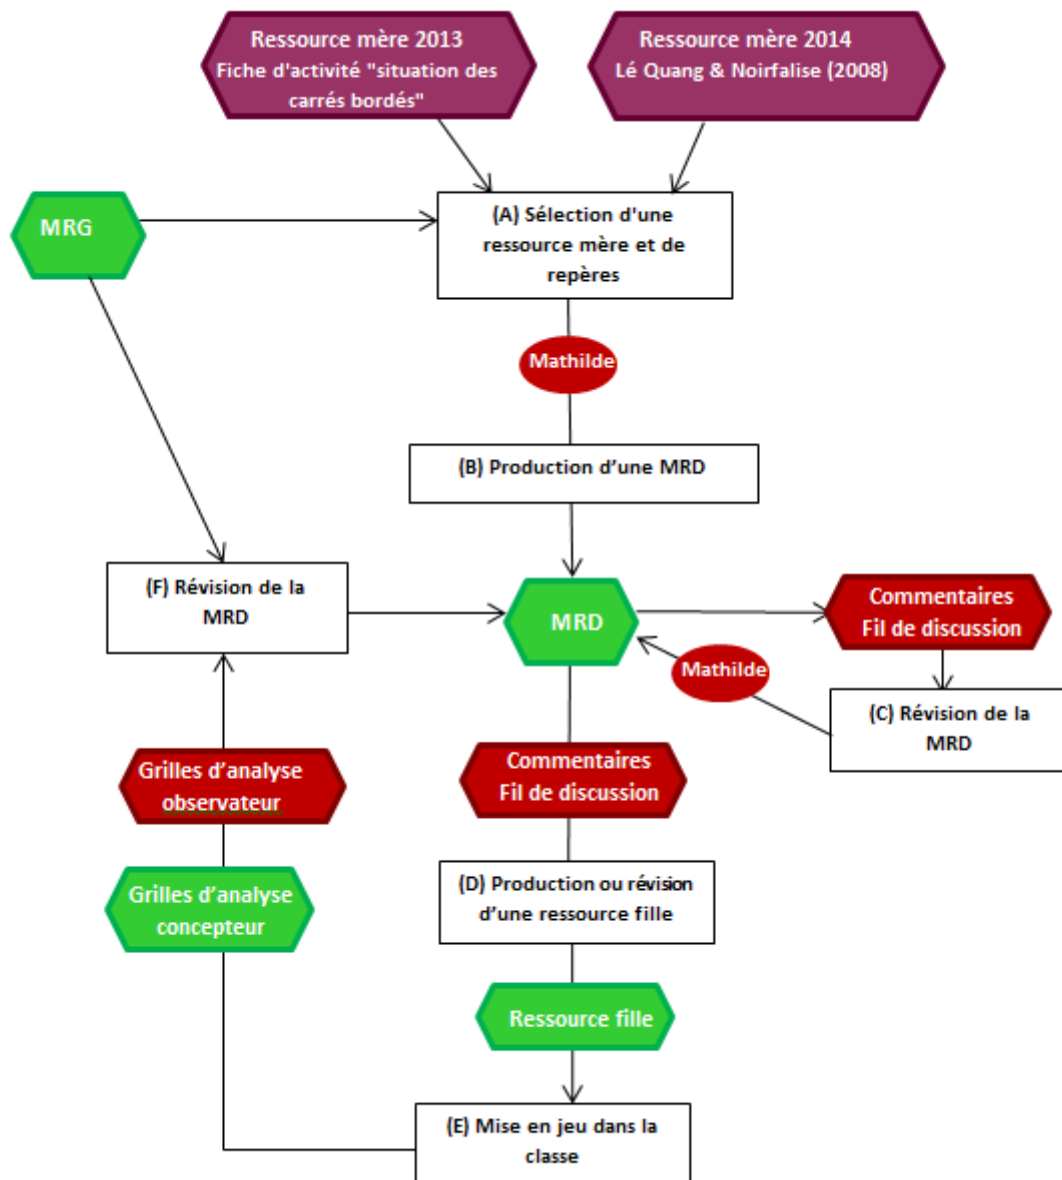 Ressource mère 2013
Fiche d'activité "situation des
carrés bordés"
Ressource mère 2014
Lé Quang & Noirfalise (2008)
MRG
(A) Sélection d'une
ressource mère et de
repères
Mathilde
(B) Production d’une MRD
(F) Révision de la
MRD
MRD
Commentaires
Fil de discussion
Mathilde
(C) Révision de la
MRD
Grilles d’analyse
observateur
Commentaires
Fil de discussion
Grilles d’analyse
concepteur
(D) Production ou révision
d’une ressource fille
Ressource fille
(E) Mise en jeu dans la
classe